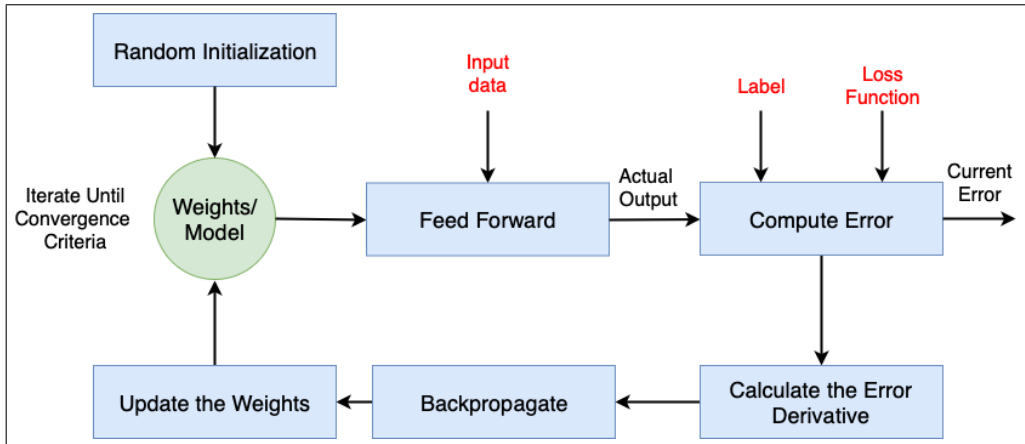 Random Initialization
Input
data
Label
Loss
Function
Iterate Until
Convergence
Criteria
Weights/
Model
Feed Forward
Actual
Output
Compute Error
Current
Error
Update the Weights
Backpropagate
Calculate the Error
Derivative